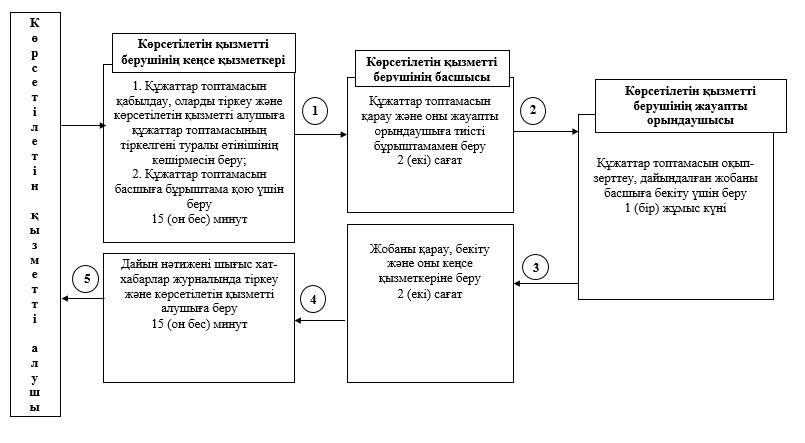 Көрсетілетін қызметті алушы
Көрсетілетін қызметті
берушінің кеңсе қызметкері
1. Құжаттар топтамасын
қабылдау, оларды тіркеу және
көрсетілетін қызметті алушыға
құжаттар топтамасының
тіркелгені туралы өтінішінің
көшірмесін беру;
2. Құжаттар топтамасын
басшыға бұрыштама қою үшін
беру
15 (он бес) минут
1
Көрсетілетін қызметті
берушінің басшысы
Құжаттар топтамасын
қарау және оны жауапты
орындаушыға тиісті
бұрыштамамен беру
2 (екі) сағат
2
Көрсетілетін қызметті
берушінің жауапты
орындаушысы
Құжаттар топтамасын оқып-
зерттеу, дайындалған жобаны
басшыға бекіту үшін беру
1 (бір) жұмыс күні
3
Жобаны қарау, бекіту
және оны кеңсе
қызметкеріне беру
2 (екі) сағат
4
Дайын нәтижені шығыс хат-
хабарлар журналында тіркеу
және көрсетілетін қызметті
алушыға беру
15 (он бес) минут
5